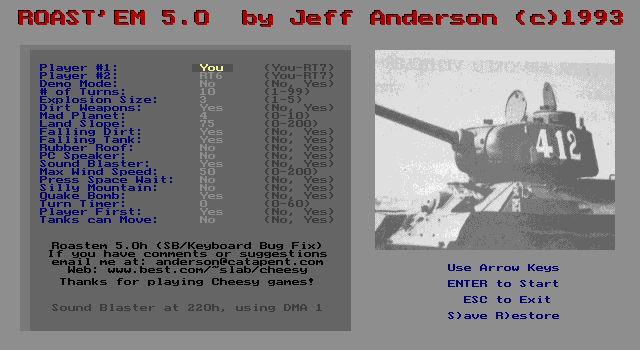 ROAST'EM 5.0 by Jeff Anderson (c)1993
Player #1: You (You-RT7)
Player #2: RT6 (You-RT7)
Demo Mode: No (No, Yes)
# of Turns: 10 (1-99)
Explosion Size: 3 (1-5)
Dirt Weapons: Yes (No, Yes)
Mad Planet: 4 (0-10)
Land Slope: 75 (0-200)
Falling Dirt: Yes (No, Yes)
Falling Tank: Yes (No, Yes)
Rubber Roof: No (No, Yes)
PC Speaker: No (No, Yes)
Sound Blaster: Yes (No, Yes)
Max Wind Speed: 50 (0-200)
Press Space Wait: No (No, Yes)
Silly Mountain: No (No, Yes)
Quake Bomb: Yes (No, Yes)
Turn Timer: 0 (0-60)
Player First: Yes (No, Yes)
Tanks can Move: No (No, Yes)
Roastem 5.0h (SB/Keyboard Bug Fix)
If you have comments or suggestions
email me at: anderson@catapent.com
Web: www.best.com/~slab/cheesy
Thanks for playing Cheesy games!
Sound Blaster at 220h, using DMA 1
412
Use Arrow Keys
ENTER to Start
ESC to Exit
S)ave R)estore